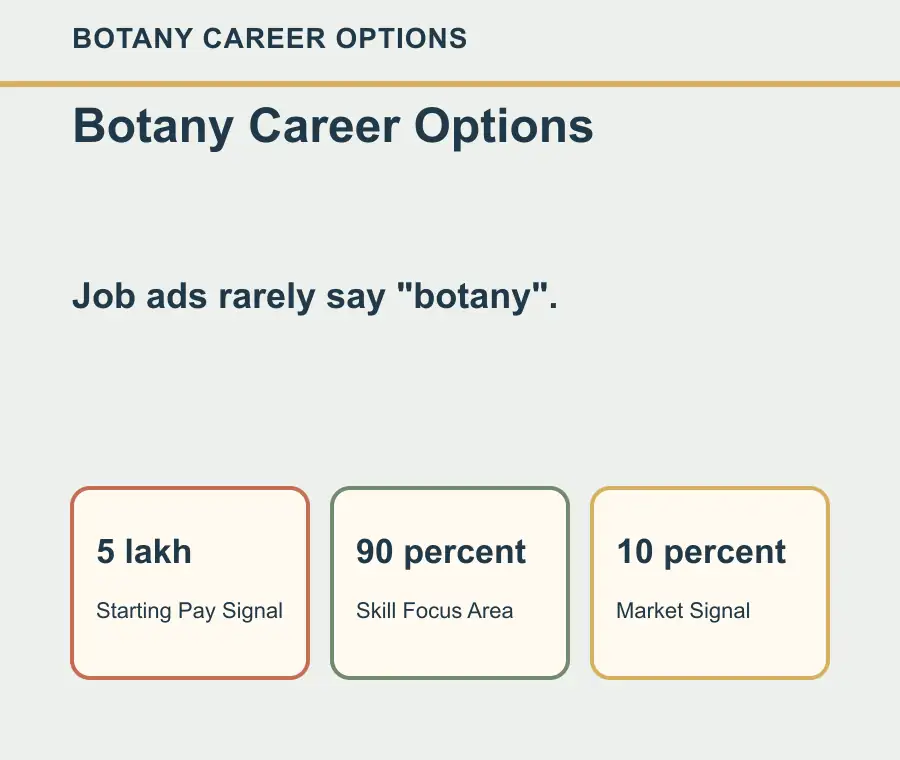 BOTANY CAREER OPTIONS
Botany Career Options
Job ads rarely say "botany".
5 lakh
Starting Pay Signal
90 percent
Skill Focus Area
10 percent
Market Signal